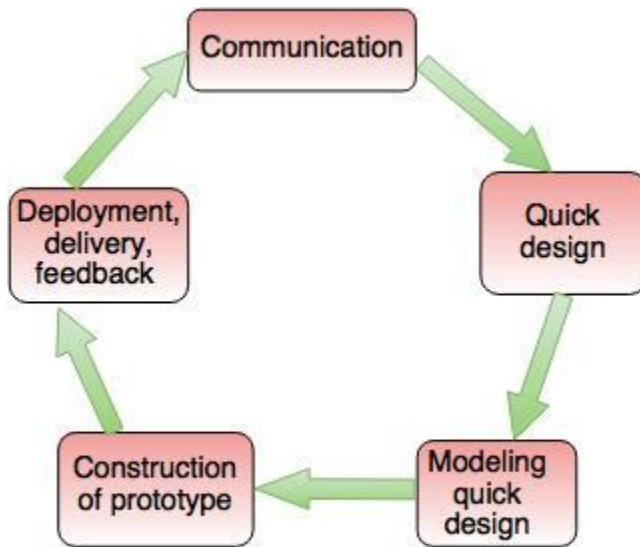 Communication
Quick
design
Modeling
quick
design
Construction
of prototype
Deployment,
delivery,
feedback